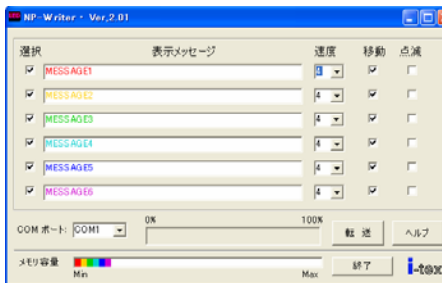 NP-Writer - Ver,2.01
選択 表示メッセージ 速度 移動 点滅
MESSAGE1 4
MESSAGE2 4
MESSAGE3 4
MESSAGE4 4
MESSAGE5 4
MESSAGE6 4
0% 100%
COM ポート: COM1 転送 ヘルプ
メモリ容量 終了 i-tex
Min Max